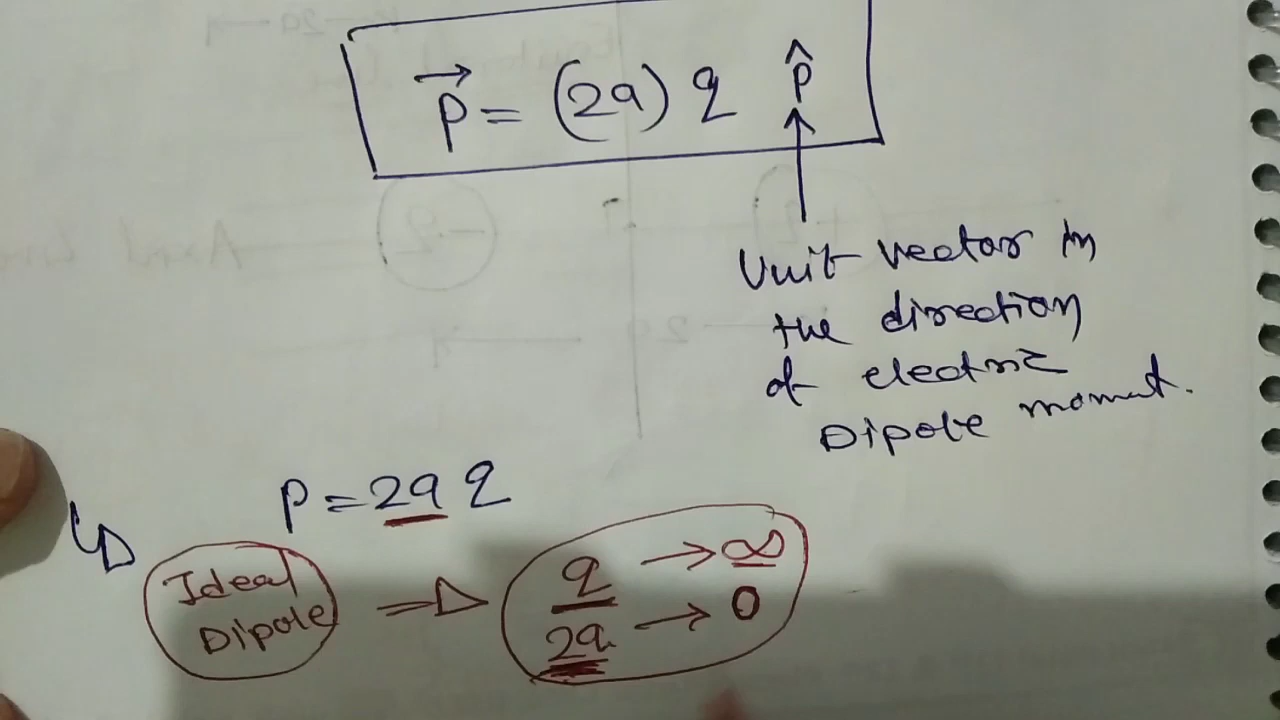 p⃗ = (2a) q p̂
Unit vector in
the direction
of electric
Dipole moment.
P = 2a q
Ideal
Dipole
q → ∞
2a → 0